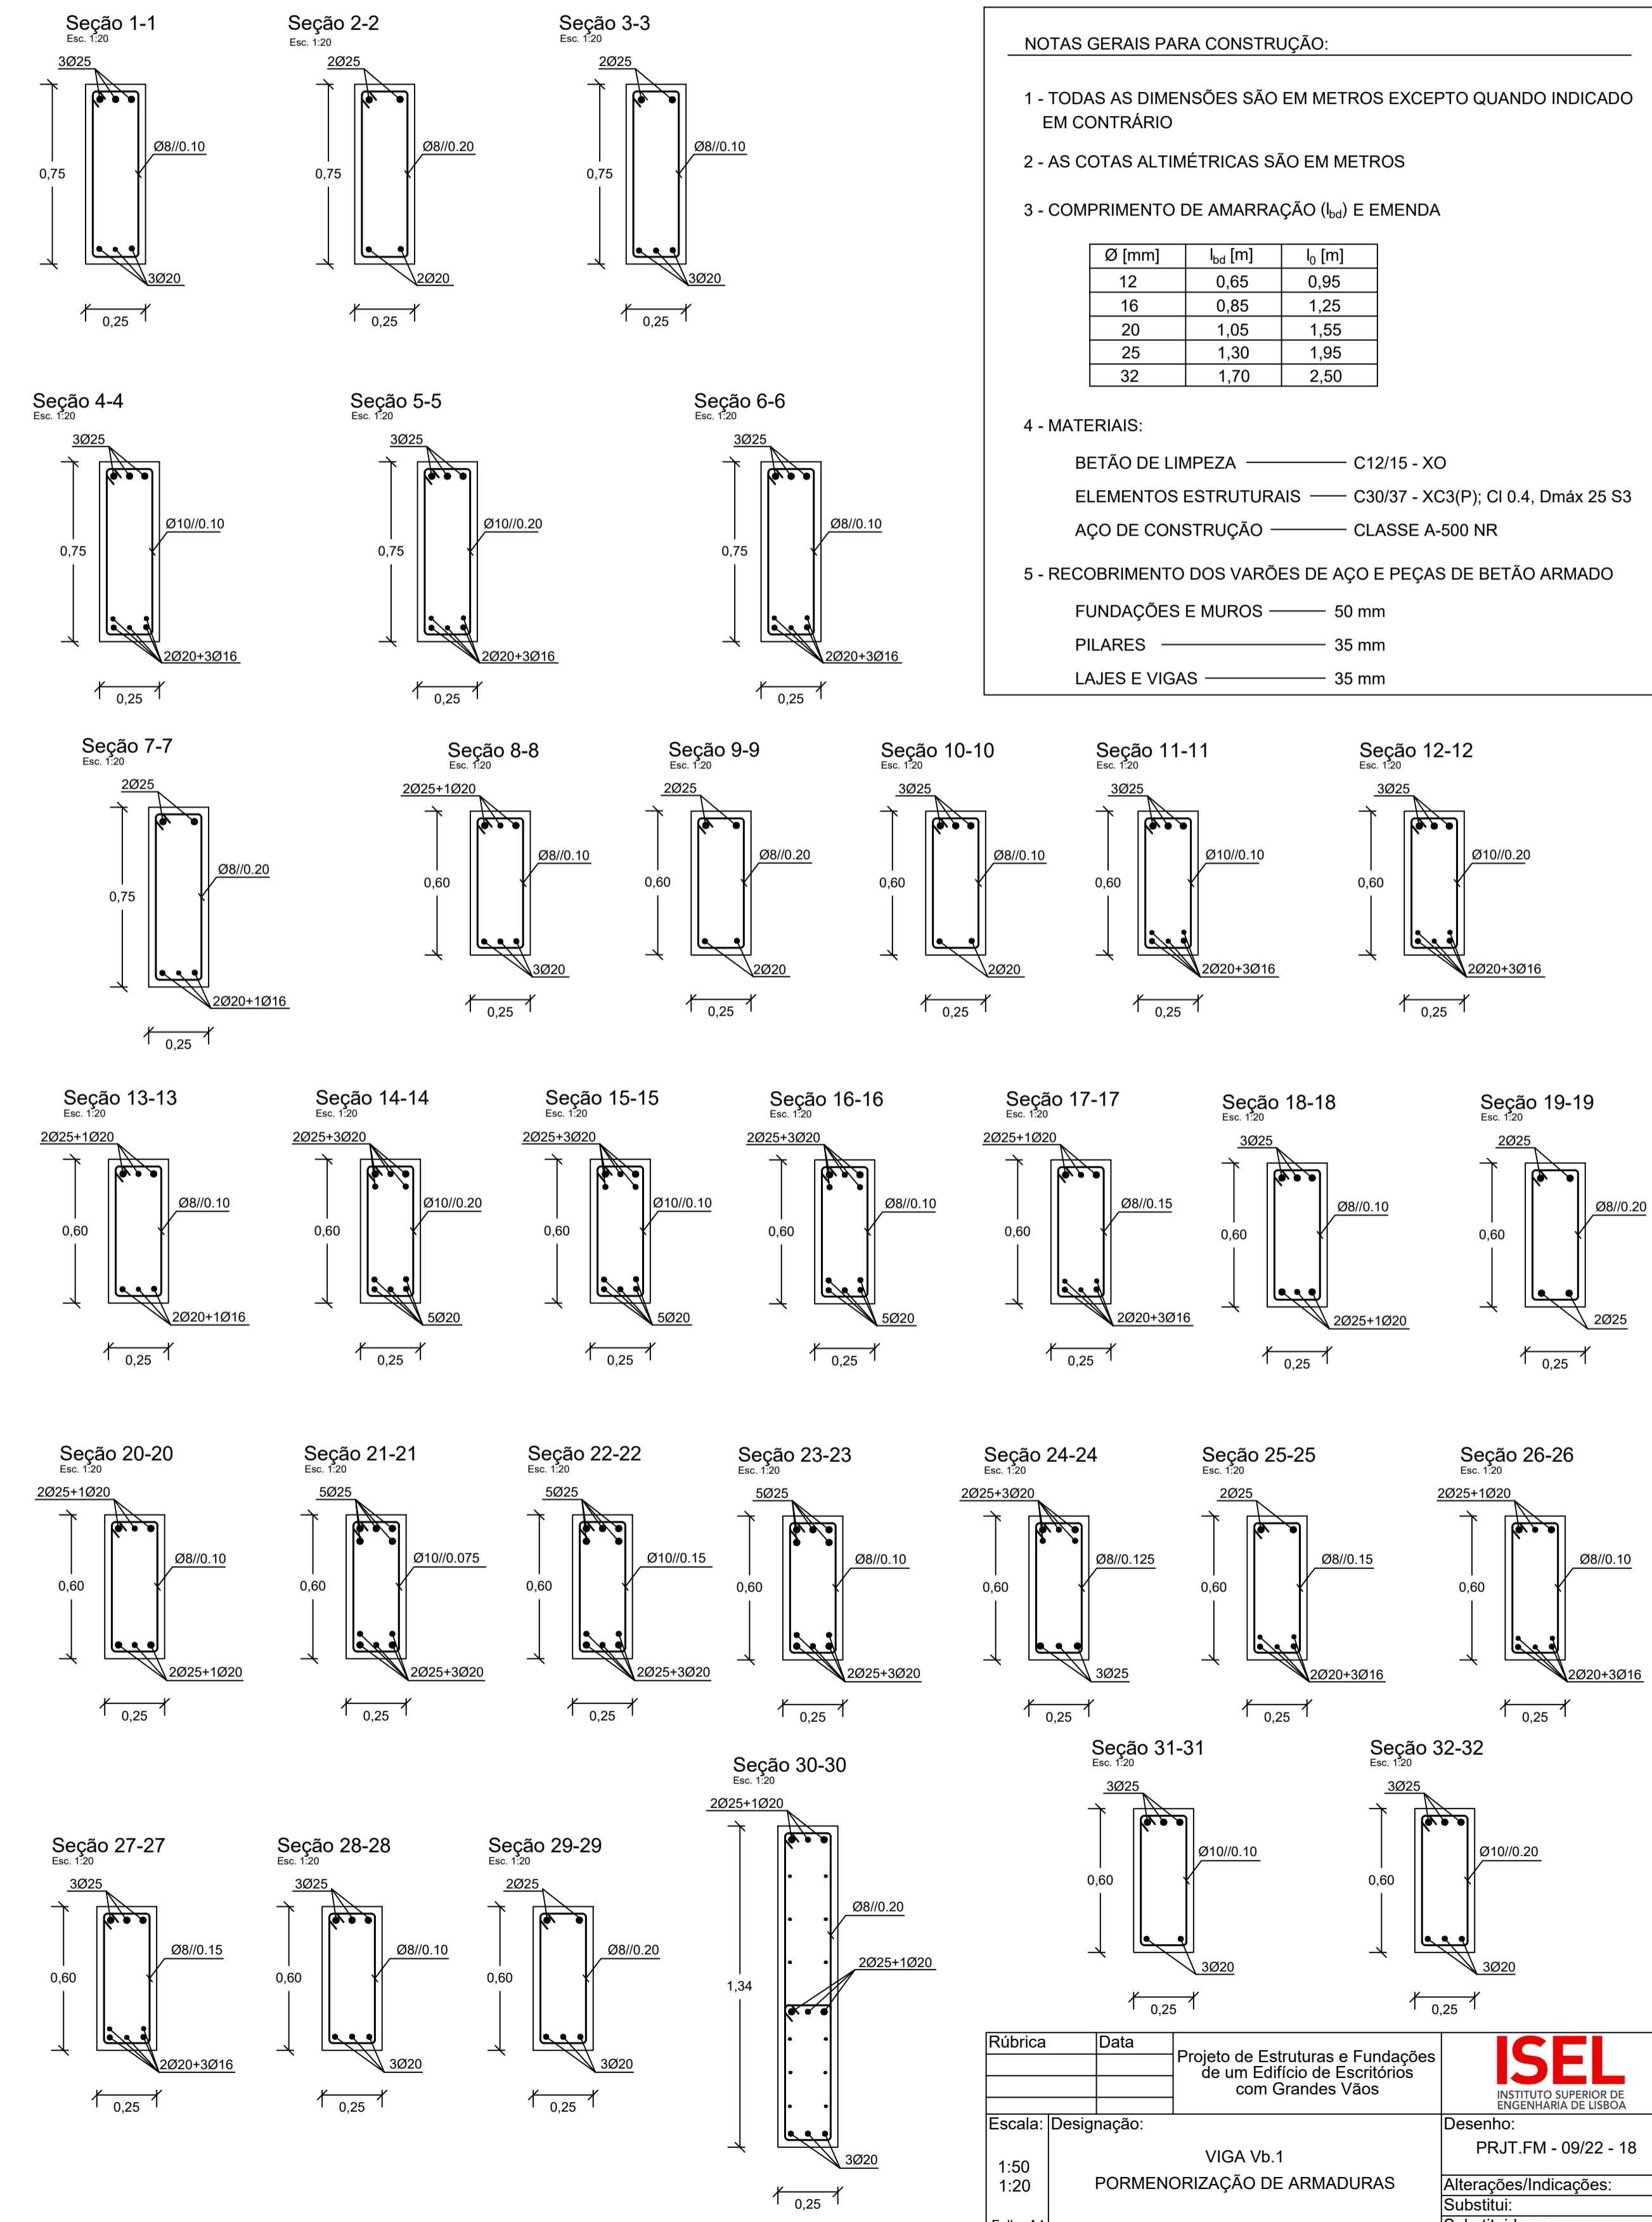 Seção 1-1
Esc. 1:20
3Ø25
0,75
Ø8//0.10
3Ø20
0,25
Seção 2-2
Esc. 1:20
2Ø25
0,75
Ø8//0.20
2Ø20
0,25
Seção 3-3
Esc. 1:20
2Ø25
0,75
Ø8//0.10
3Ø20
0,25
NOTAS GERAIS PARA CONSTRUÇÃO:
1 - TODAS AS DIMENSÕES SÃO EM METROS EXCEPTO QUANDO INDICADO
EM CONTRÁRIO
2 - AS COTAS ALTIMÉTRICAS SÃO EM METROS
3 - COMPRIMENTO DE AMARRAÇÃO (lbd) E EMENDA
Ø [mm] lbd [m] l0 [m]
12 0,65 0,95
16 0,85 1,25
20 1,05 1,55
25 1,30 1,95
32 1,70 2,50
4 - MATERIAIS:
BETÃO DE LIMPEZA C12/15 - XO
ELEMENTOS ESTRUTURAIS C30/37 - XC3(P); Cl 0.4, Dmáx 25 S3
AÇO DE CONSTRUÇÃO CLASSE A-500 NR
5 - RECOBRIMENTO DOS VARÕES DE AÇO E PEÇAS DE BETÃO ARMADO
FUNDAÇÕES E MUROS 50 mm
PILARES 35 mm
LAJES E VIGAS 35 mm
Seção 4-4
Esc. 1:20
3Ø25
0,75
Ø10//0.10
2Ø20+3Ø16
0,25
Seção 5-5
Esc. 1:20
3Ø25
0,75
Ø10//0.20
2Ø20+3Ø16
0,25
Seção 6-6
Esc. 1:20
3Ø25
0,75
Ø8//0.10
2Ø20+3Ø16
0,25
Seção 7-7
Esc. 1:20
2Ø25
0,75
Ø8//0.20
2Ø20+1Ø16
0,25
Seção 8-8
Esc. 1:20
2Ø25+1Ø20
0,60
Ø8//0.10
3Ø20
0,25
Seção 9-9
Esc. 1:20
2Ø25
0,60
Ø8//0.20
2Ø20
0,25
Seção 10-10
Esc. 1:20
3Ø25
0,60
Ø8//0.10
2Ø20
0,25
Seção 11-11
Esc. 1:20
3Ø25
0,60
Ø10//0.10
2Ø20+3Ø16
0,25
Seção 12-12
Esc. 1:20
3Ø25
0,60
Ø10//0.20
2Ø20+3Ø16
0,25
Seção 13-13
Esc. 1:20
2Ø25+1Ø20
0,60
Ø8//0.10
2Ø20+1Ø16
0,25
Seção 14-14
Esc. 1:20
2Ø25+3Ø20
0,60
Ø10//0.20
5Ø20
0,25
Seção 15-15
Esc. 1:20
2Ø25+3Ø20
0,60
Ø10//0.10
5Ø20
0,25
Seção 16-16
Esc. 1:20
2Ø25+3Ø20
0,60
Ø8//0.10
5Ø20
0,25
Seção 17-17
Esc. 1:20
2Ø25+1Ø20
0,60
Ø8//0.15
2Ø20+3Ø16
0,25
Seção 18-18
Esc. 1:20
3Ø25
0,60
Ø8//0.10
2Ø25+1Ø20
0,25
Seção 19-19
Esc. 1:20
2Ø25
0,60
Ø8//0.20
2Ø25
0,25
Seção 20-20
Esc. 1:20
2Ø25+1Ø20
0,60
Ø8//0.10
2Ø25+1Ø20
0,25
Seção 21-21
Esc. 1:20
5Ø25
0,60
Ø10//0.075
2Ø25+3Ø20
0,25
Seção 22-22
Esc. 1:20
5Ø25
0,60
Ø10//0.15
2Ø25+3Ø20
0,25
Seção 23-23
Esc. 1:20
5Ø25
0,60
Ø8//0.10
2Ø25+3Ø20
0,25
Seção 24-24
Esc. 1:20
2Ø25+3Ø20
0,60
Ø8//0.125
3Ø25
0,25
Seção 25-25
Esc. 1:20
2Ø25
0,60
Ø8//0.15
2Ø20+3Ø16
0,25
Seção 26-26
Esc. 1:20
2Ø25+1Ø20
0,60
Ø8//0.10
2Ø20+3Ø16
0,25
Seção 27-27
Esc. 1:20
3Ø25
0,60
Ø8//0.15
2Ø20+3Ø16
0,25
Seção 28-28
Esc. 1:20
3Ø25
0,60
Ø8//0.10
3Ø20
0,25
Seção 29-29
Esc. 1:20
2Ø25
0,60
Ø8//0.20
3Ø20
0,25
Seção 30-30
Esc. 1:20
2Ø25+1Ø20
Ø8//0.20
2Ø25+1Ø20
1,34
3Ø20
0,25
Seção 31-31
Esc. 1:20
3Ø25
0,60
Ø10//0.10
3Ø20
0,25
Seção 32-32
Esc. 1:20
3Ø25
0,60
Ø10//0.20
3Ø20
0,25
Rúbrica Data
Projeto de Estruturas e Fundações
de um Edifício de Escritórios
com Grandes Vãos
ISEL
INSTITUTO SUPERIOR DE
ENGENHARIA DE LISBOA
Escala:
1:50
1:20
Designação:
VIGA Vb.1
PORMENORIZAÇÃO DE ARMADURAS
Desenho:
PRJT.FM - 09/22 - 18
Alterações/Indicações:
Substitui: